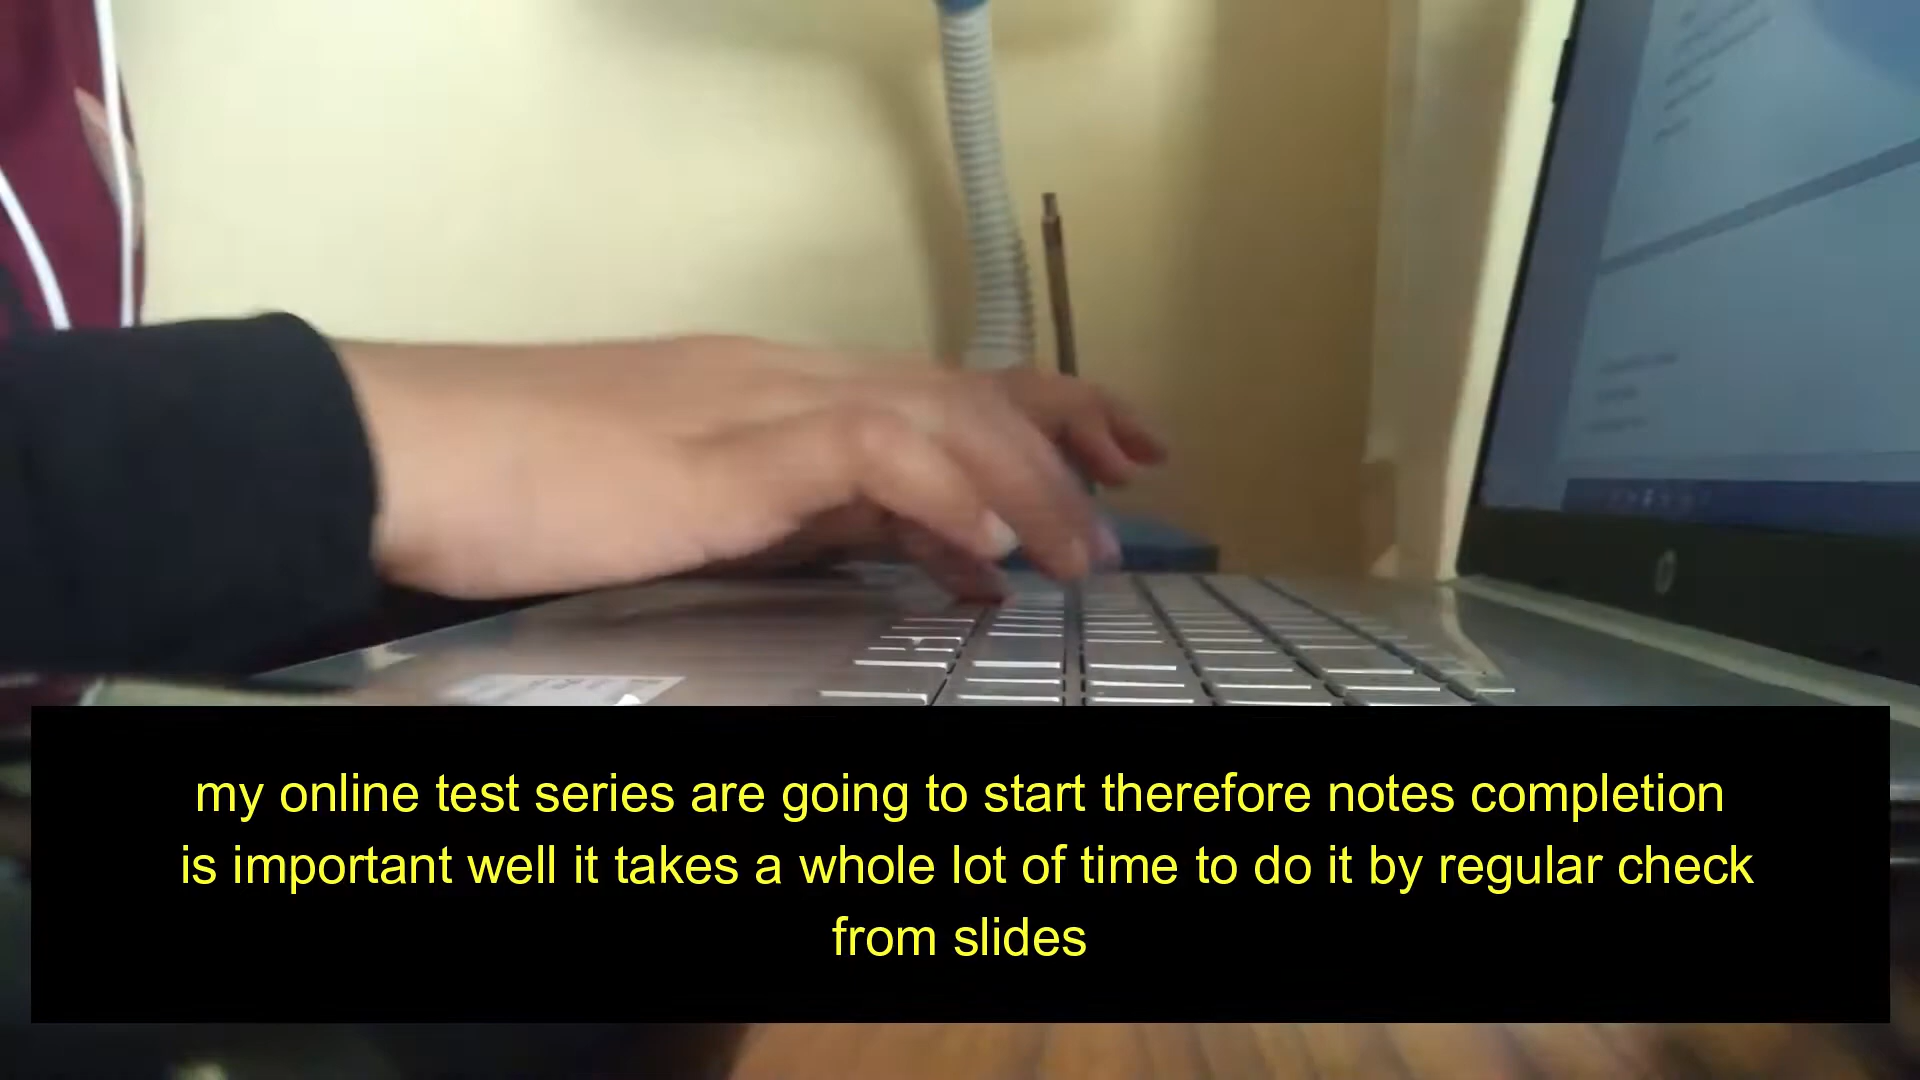 my online test series are going to start therefore notes completion
is important well it takes a whole lot of time to do it by regular check
from slides